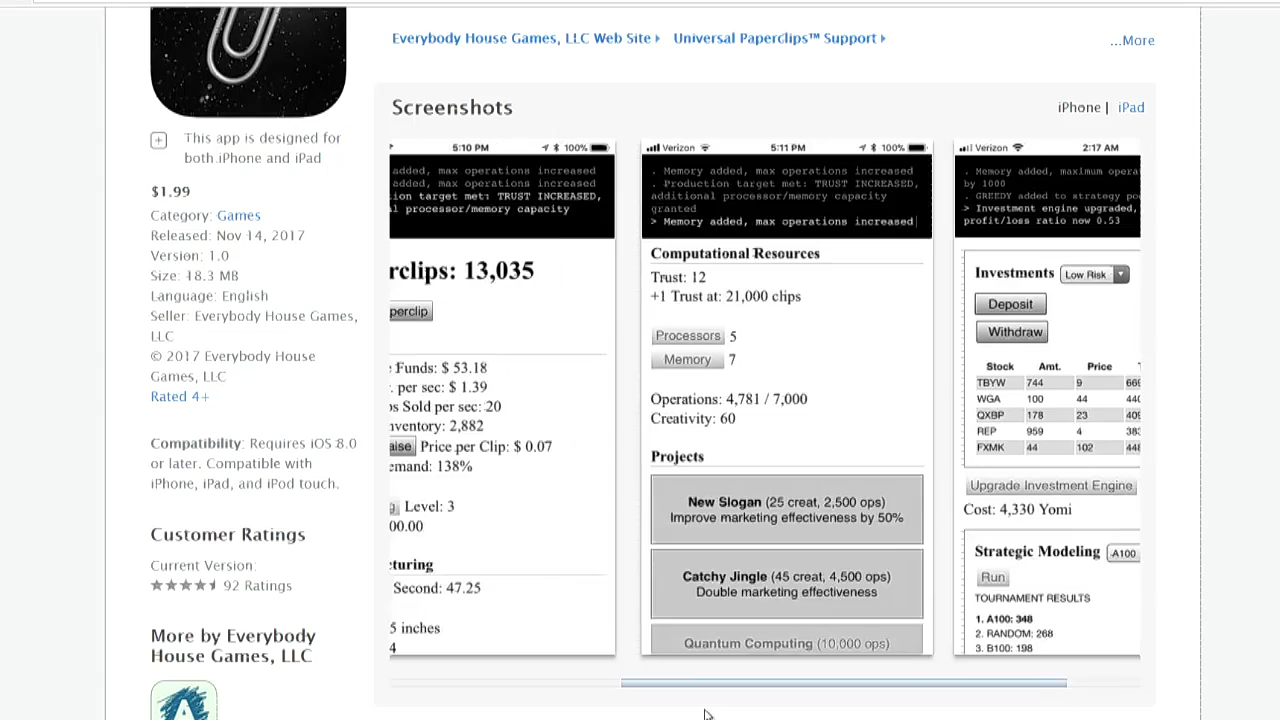 Everybody House Games, LLC Web Site
Universal Paperclips™ Support
...More
This app is designed for
both iPhone and iPad
$1.99
Category: Games
Released: Nov 14, 2017
Version: 1.0
Size: 18.3 MB
Language: English
Seller: Everybody House Games,
LLC
© 2017 Everybody House
Games, LLC
Rated 4+
Compatibility: Requires iOS 8.0
or later. Compatible with
iPhone, iPad, and iPod touch.
Customer Ratings
Current Version:
92 Ratings
More by Everybody
House Games, LLC
Screenshots
iPhone | iPad
5:10 PM 100%
added, max operations increased
added, max operations increased
ion target met: TRUST INCREASED,
l processor/memory capacity
rclips: 13,035
perclip
Funds: $ 53.18
. per sec: $ 1.39
s Sold per sec: 20
nventory: 2,882
aise Price per Clip: $ 0.07
emand: 138%
g Level: 3
00.00
turing
Second: 47.25
5 inches
4
Verizon 5:11 PM 100%
. Memory added, max operations increased
. Production target met: TRUST INCREASED,
additional processor/memory capacity
granted
> Memory added, max operations increased
Computational Resources
Trust: 12
+1 Trust at: 21,000 clips
Processors 5
Memory 7
Operations: 4,781 / 7,000
Creativity: 60
Projects
New Slogan (25 creat, 2,500 ops)
Improve marketing effectiveness by 50%
Catchy Jingle (45 creat, 4,500 ops)
Double marketing effectiveness
Quantum Computing (10,000 ops)
Verizon 2:17 AM
. Memory added, maximum opera
by 1000
. GREEDY added to strategy po
> Investment engine upgraded,
profit/loss ratio now 0.53
Investments Low Risk
Deposit
Withdraw
Stock Amt. Price T
TBYW 744 9 669
WGA 100 44 440
QXBP 178 23 409
REP 959 4 383
FXMK 44 102 448
Upgrade Investment Engine
Cost: 4,330 Yomi
Strategic Modeling A100
Run
TOURNAMENT RESULTS
1. A100: 348
2. RANDOM: 268
3. B100: 198